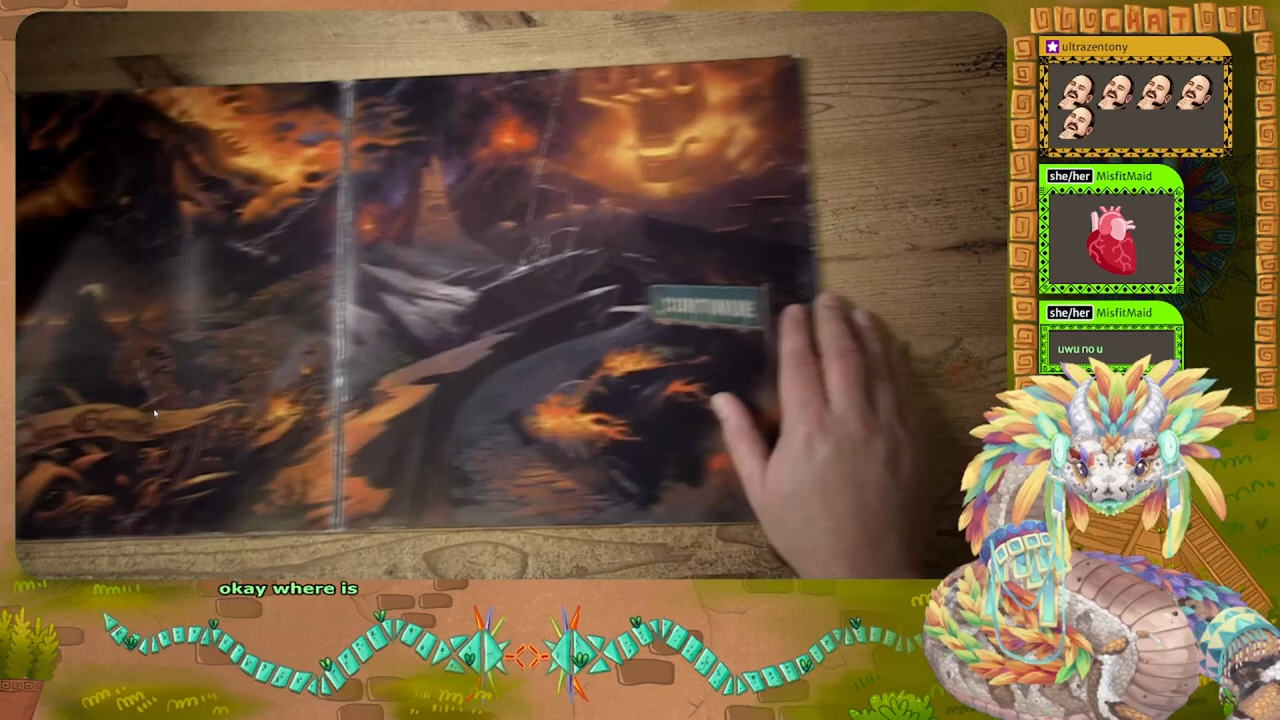 CHAT
ultrazentony
she/her MisfitMaid
she/her MisfitMaid
uwu no u
okay where is